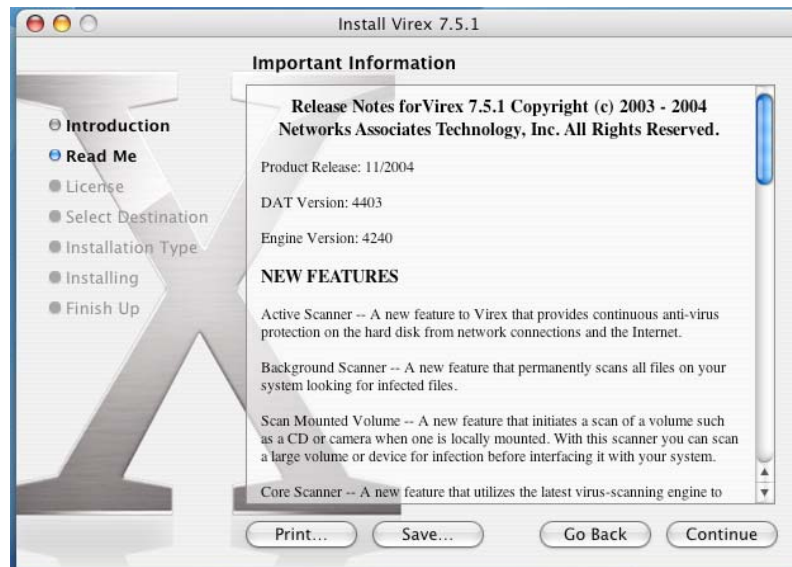 Install Virex 7.5.1
Important Information
Introduction
Read Me
License
Select Destination
Installation Type
Installing
Finish Up
Release Notes forVirex 7.5.1 Copyright (c) 2003 - 2004
Networks Associates Technology, Inc. All Rights Reserved.
Product Release: 11/2004
DAT Version: 4403
Engine Version: 4240
NEW FEATURES
Active Scanner -- A new feature to Virex that provides continuous anti-virus
protection on the hard disk from network connections and the Internet.
Background Scanner -- A new feature that permanently scans all files on your
system looking for infected files.
Scan Mounted Volume -- A new feature that initiates a scan of a volume such
as a CD or camera when one is locally mounted. With this scanner you can scan
a large volume or device for infection before interfacing it with your system.
Core Scanner -- A new feature that utilizes the latest virus-scanning engine to
Print...
Save...
Go Back
Continue